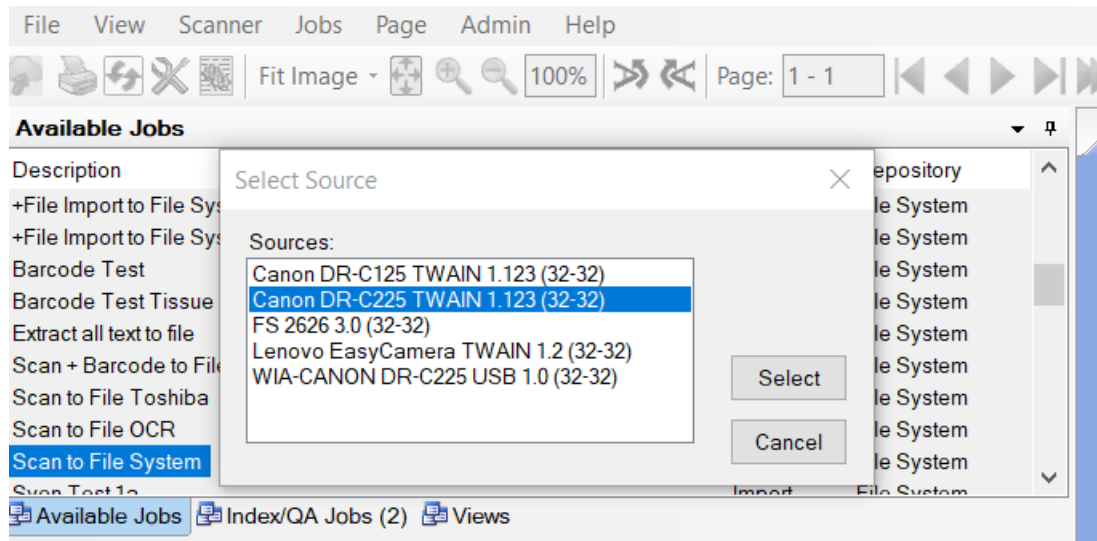 File View Scanner Jobs Page Admin Help
Fit Image 100% Page: 1 - 1
Available Jobs
Description
epository
+File Import to File Sys
le System
+File Import to File Sys
le System
Barcode Test
le System
Barcode Test Tissue
le System
Extract all text to file
le System
Scan + Barcode to File
le System
Scan to File Toshiba
le System
Scan to File OCR
le System
Scan to File System
le System
Sven Test 1a Import File System
Select Source
Sources:
Canon DR-C125 TWAIN 1.123 (32-32)
Canon DR-C225 TWAIN 1.123 (32-32)
FS 2626 3.0 (32-32)
Lenovo EasyCamera TWAIN 1.2 (32-32)
WIA-CANON DR-C225 USB 1.0 (32-32)
Select
Cancel
Available Jobs Index/QA Jobs (2) Views